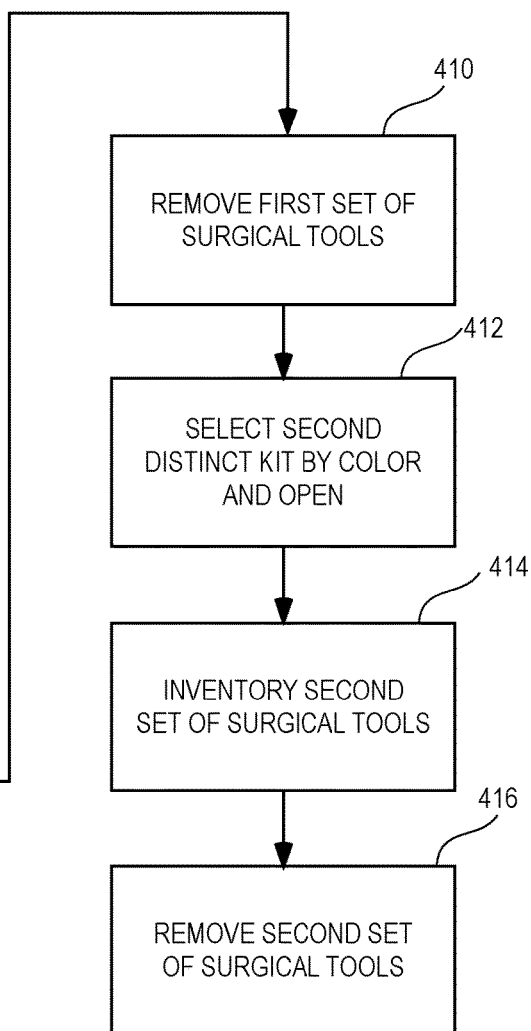 410
REMOVE FIRST SET OF
SURGICAL TOOLS
412
SELECT SECOND
DISTINCT KIT BY COLOR
AND OPEN
414
INVENTORY SECOND
SET OF SURGICAL TOOLS
416
REMOVE SECOND SET
OF SURGICAL TOOLS